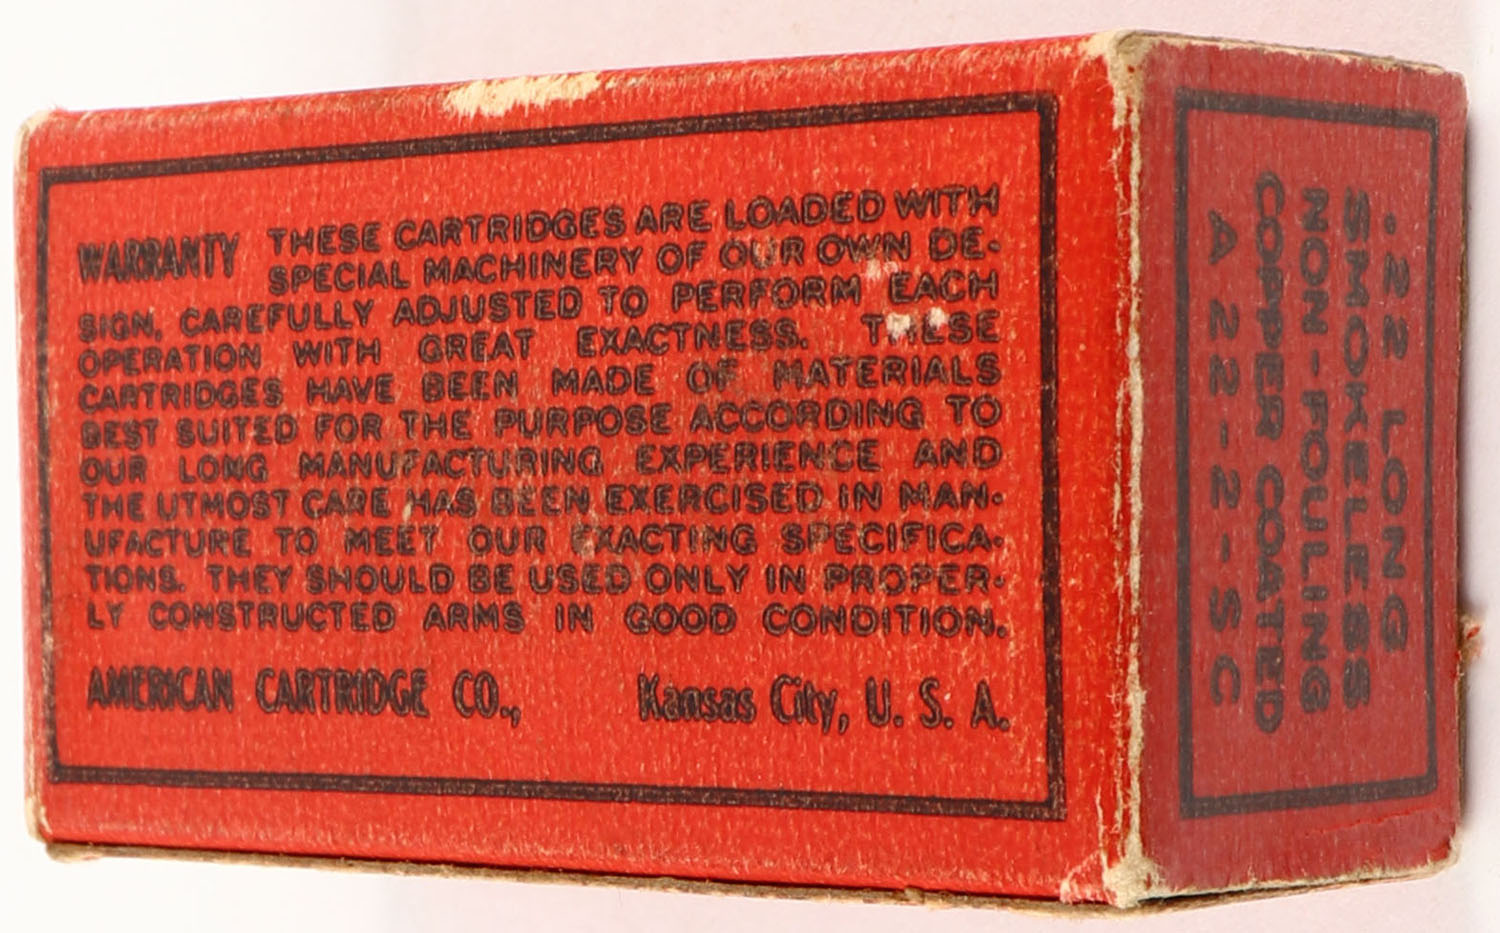 WARRANTY THESE CARTRIDGES ARE LOADED WITH
SPECIAL MACHINERY OF OUR OWN DE-
SIGN, CAREFULLY ADJUSTED TO PERFORM EACH
OPERATION WITH GREAT EXACTNESS. THESE
CARTRIDGES HAVE BEEN MADE OF MATERIALS
BEST SUITED FOR THE PURPOSE ACCORDING TO
OUR LONG MANUFACTURING EXPERIENCE AND
THE UTMOST CARE HAS BEEN EXERCISED IN MAN-
UFACTURE TO MEET OUR EXACTING SPECIFICA-
TIONS. THEY SHOULD BE USED ONLY IN PROPER-
LY CONSTRUCTED ARMS IN GOOD CONDITION.
AMERICAN CARTRIDGE CO., Kansas City, U. S. A.
.22 LONG
SMOKELESS
NON-FOULING
COPPER COATED
A 22-2-SC